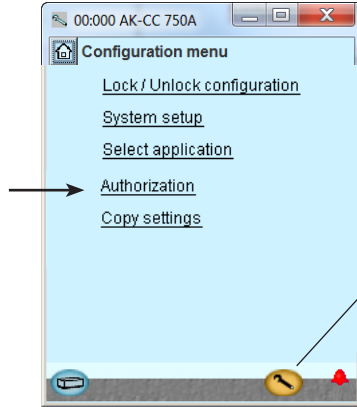 00:000 AK-CC 750A
Configuration menu
Lock / Unlock configuration
System setup
Select application
Authorization
Copy settings